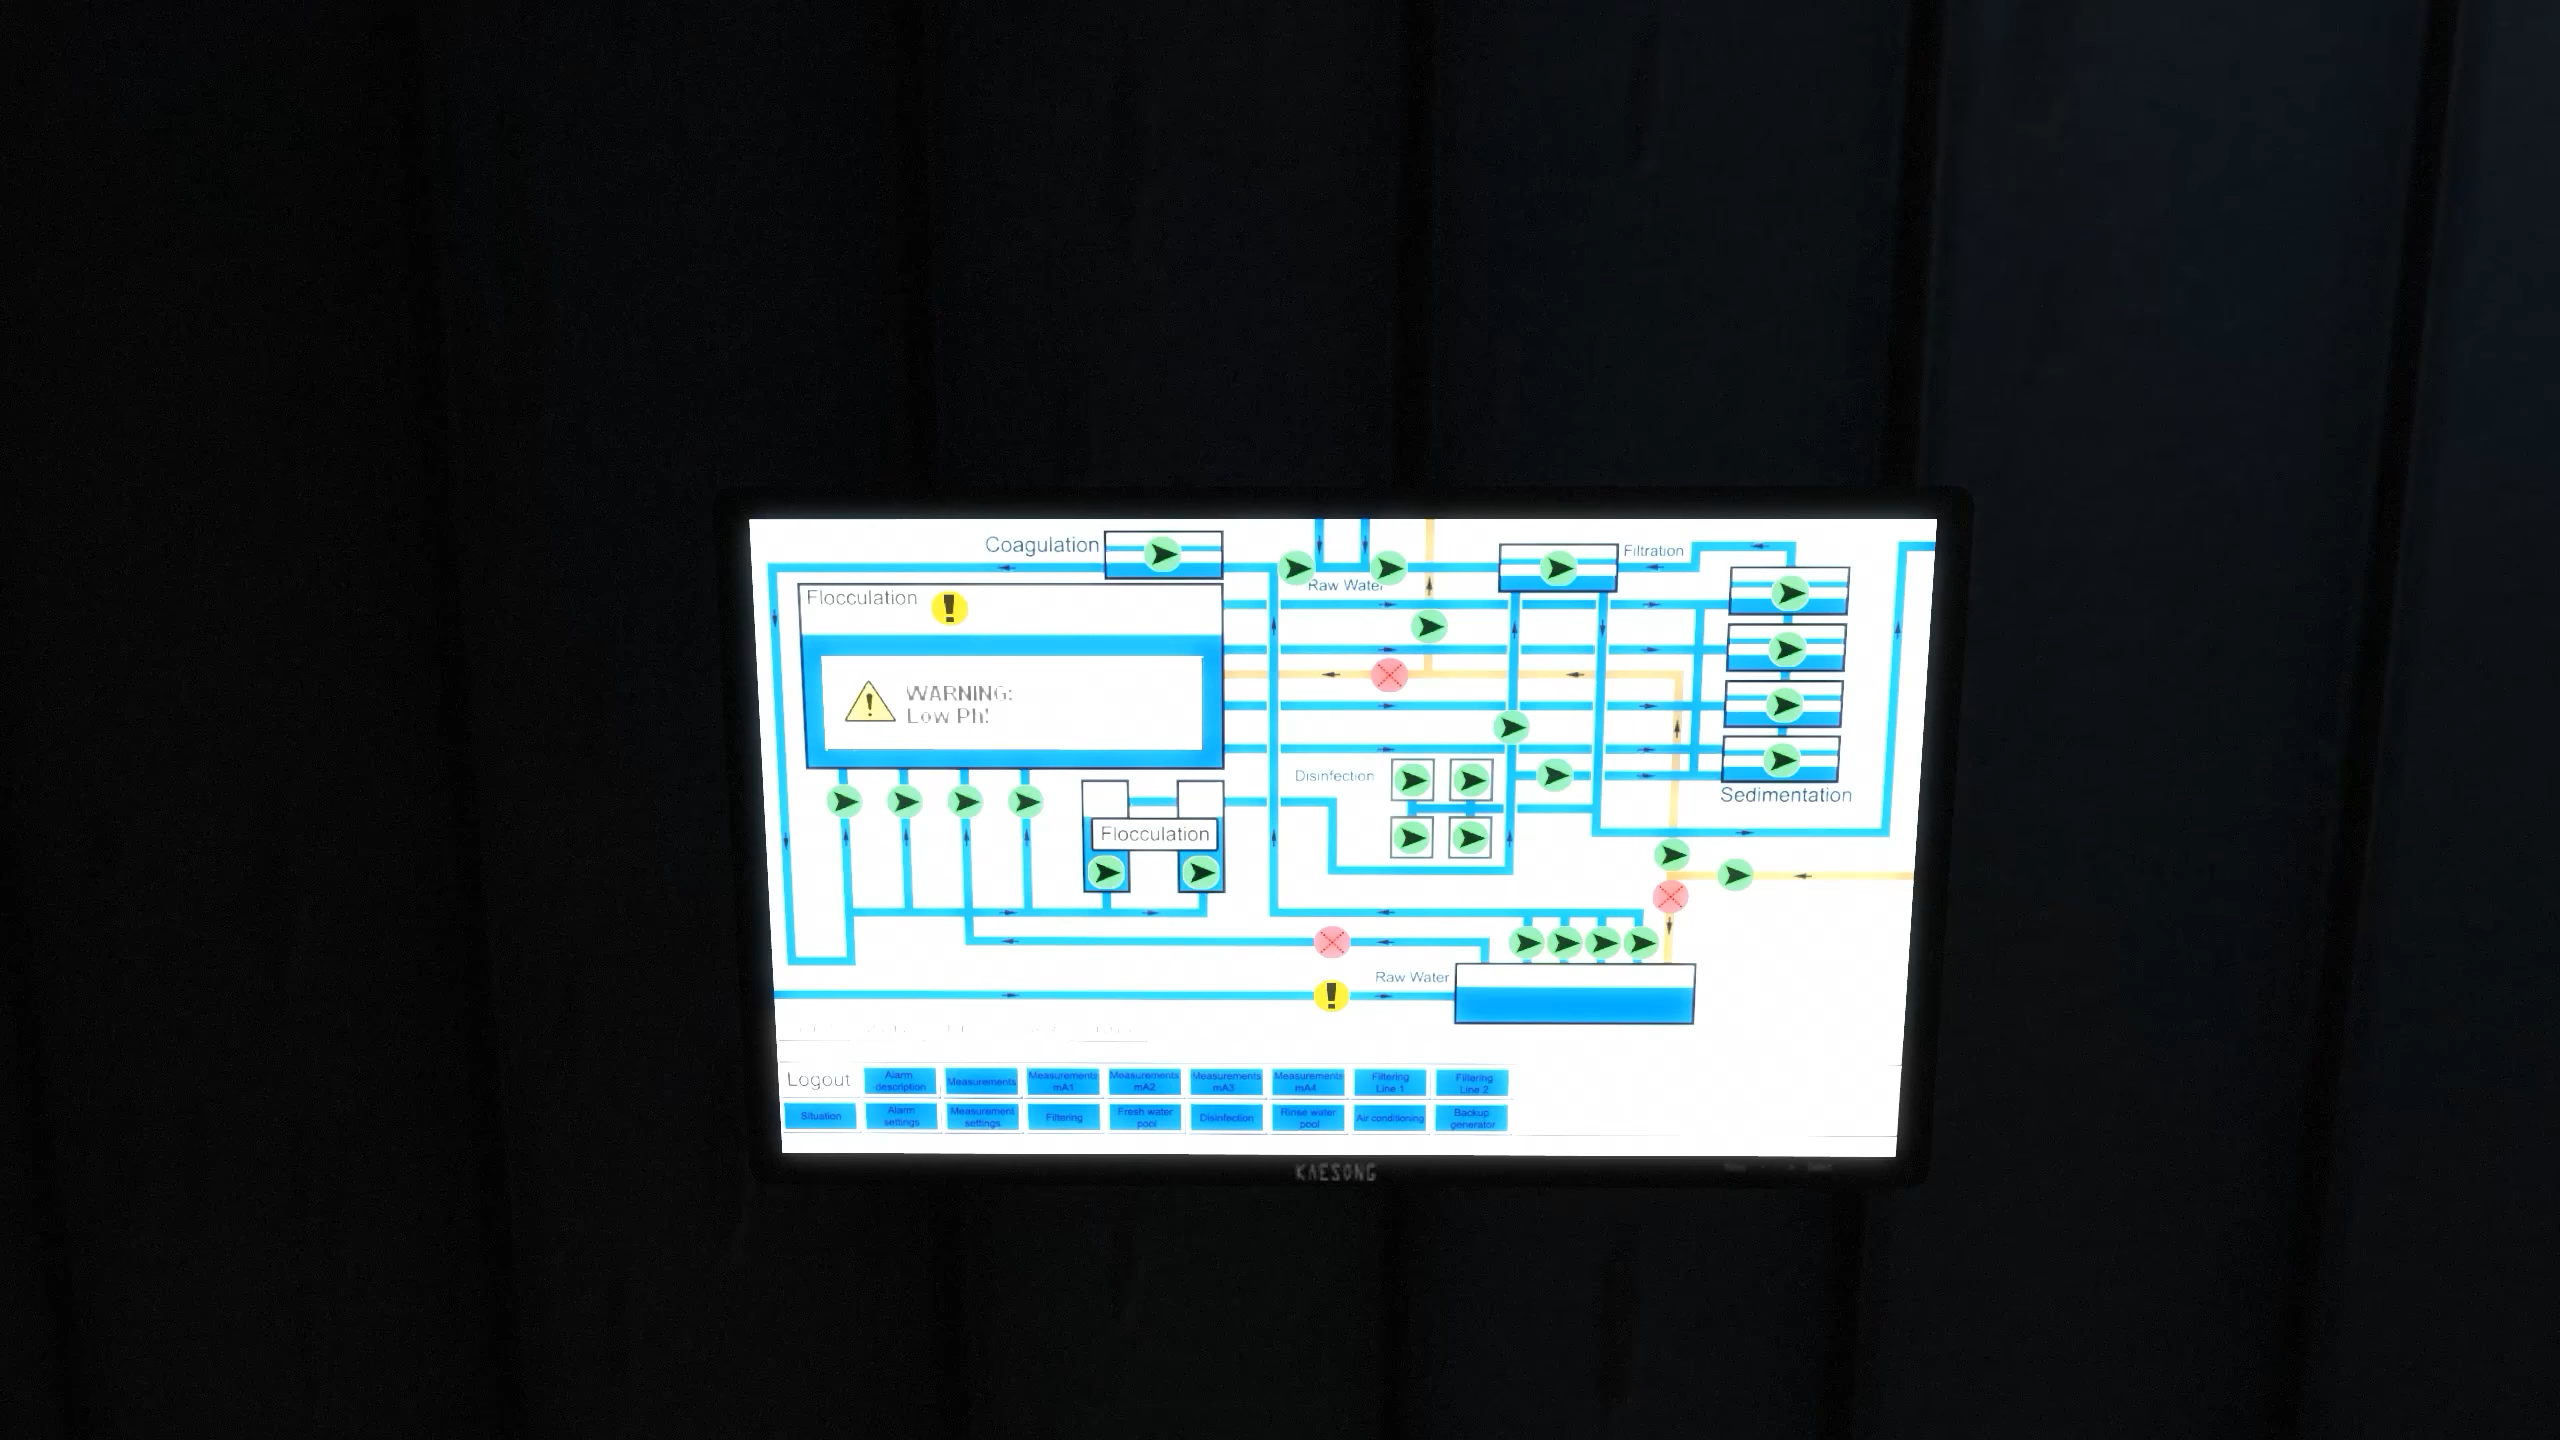 Coagulation
Filtration
Raw Water
Flocculation
WARNING:
Low Ph!
Disinfection
Sedimentation
Flocculation
Raw Water
Logout
Alarm description
Measurements
Measurements mA1
Measurements mA2
Measurements mA3
Measurements mA4
Filtering Line 1
Filtering Line 2
Situation
Alarm settings
Measurement settings
Filtering
Fresh water pool
Disinfection
Rinse water pool
Air conditioning
Backup generator
KAESONG